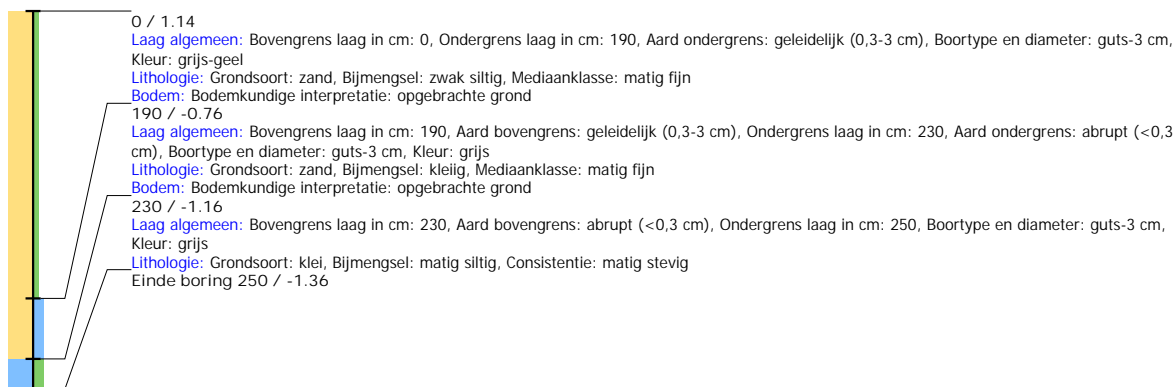 0 / 1.14
Laag algemeen: Bovengrens laag in cm: 0, Ondergrens laag in cm: 190, Aard ondergrens: geleidelijk (0,3-3 cm), Boortype en diameter: guts-3 cm,
Kleur: grijs-geel
Lithologie: Grondsoort: zand, Bijmengsel: zwak siltig, Mediaanklasse: matig fijn
Bodem: Bodemkundige interpretatie: opgebrachte grond
190 / -0.76
Laag algemeen: Bovengrens laag in cm: 190, Aard bovengrens: geleidelijk (0,3-3 cm), Ondergrens laag in cm: 230, Aard ondergrens: abrupt (<0,3
cm), Boortype en diameter: guts-3 cm, Kleur: grijs
Lithologie: Grondsoort: zand, Bijmengsel: kleiig, Mediaanklasse: matig fijn
Bodem: Bodemkundige interpretatie: opgebrachte grond
230 / -1.16
Laag algemeen: Bovengrens laag in cm: 230, Aard bovengrens: abrupt (<0,3 cm), Ondergrens laag in cm: 250, Boortype en diameter: guts-3 cm,
Kleur: grijs
Lithologie: Grondsoort: klei, Bijmengsel: matig siltig, Consistentie: matig stevig
Einde boring 250 / -1.36